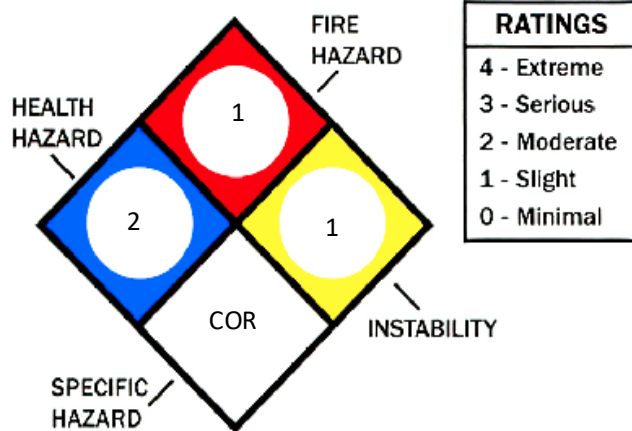 FIRE
HAZARD
1
HEALTH
HAZARD
2
1
COR
INSTABILITY
SPECIFIC
HAZARD
RATINGS
4 - Extreme
3 - Serious
2 - Moderate
1 - Slight
0 - Minimal